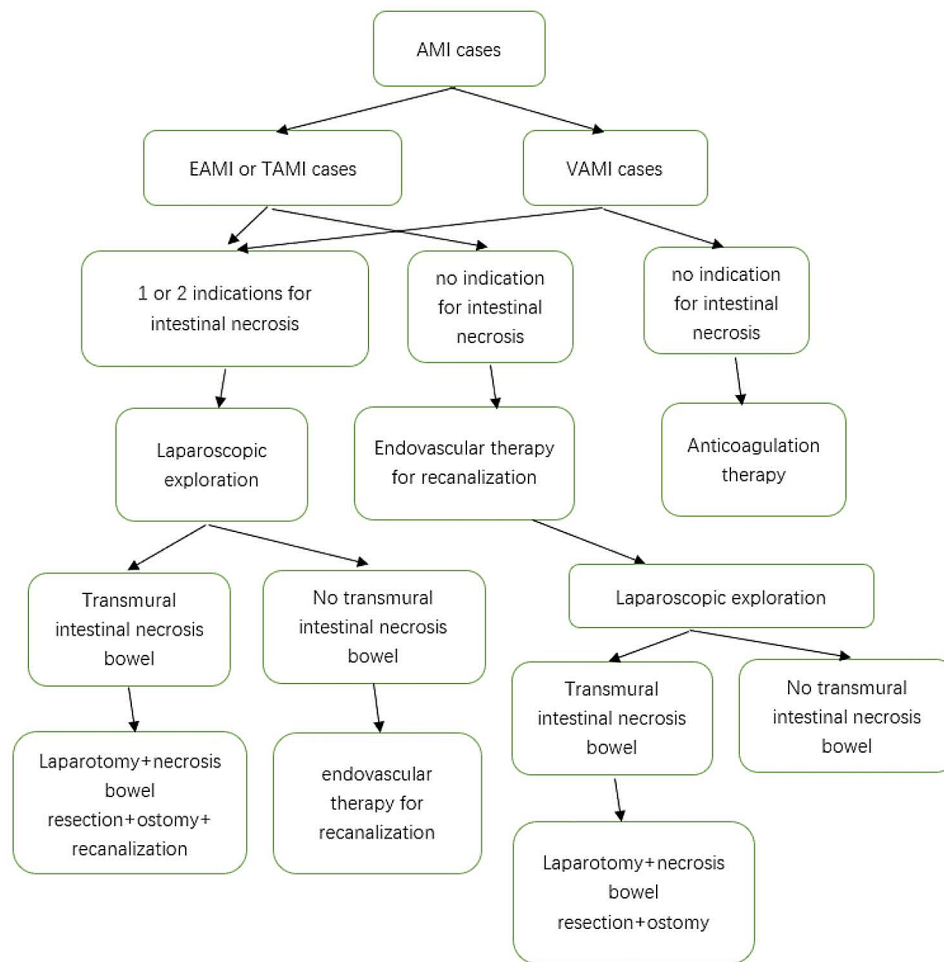 AMI cases
EAMI or TAMI cases
VAMI cases
1 or 2 indications for
intestinal necrosis
no indication
for intestinal
necrosis
no indication
for intestinal
necrosis
Laparoscopic
exploration
Endovascular therapy
for recanalization
Anticoagulation
therapy
Transmural
intestinal necrosis
bowel
No transmural
intestinal necrosis
bowel
Laparoscopic exploration
Transmural
intestinal necrosis
bowel
No transmural
intestinal necrosis
bowel
Laparotomy+necrosis
bowel
resection+ostomy+
recanalization
endovascular
therapy for
recanalization
Laparotomy+necrosis
bowel
resection+ostomy